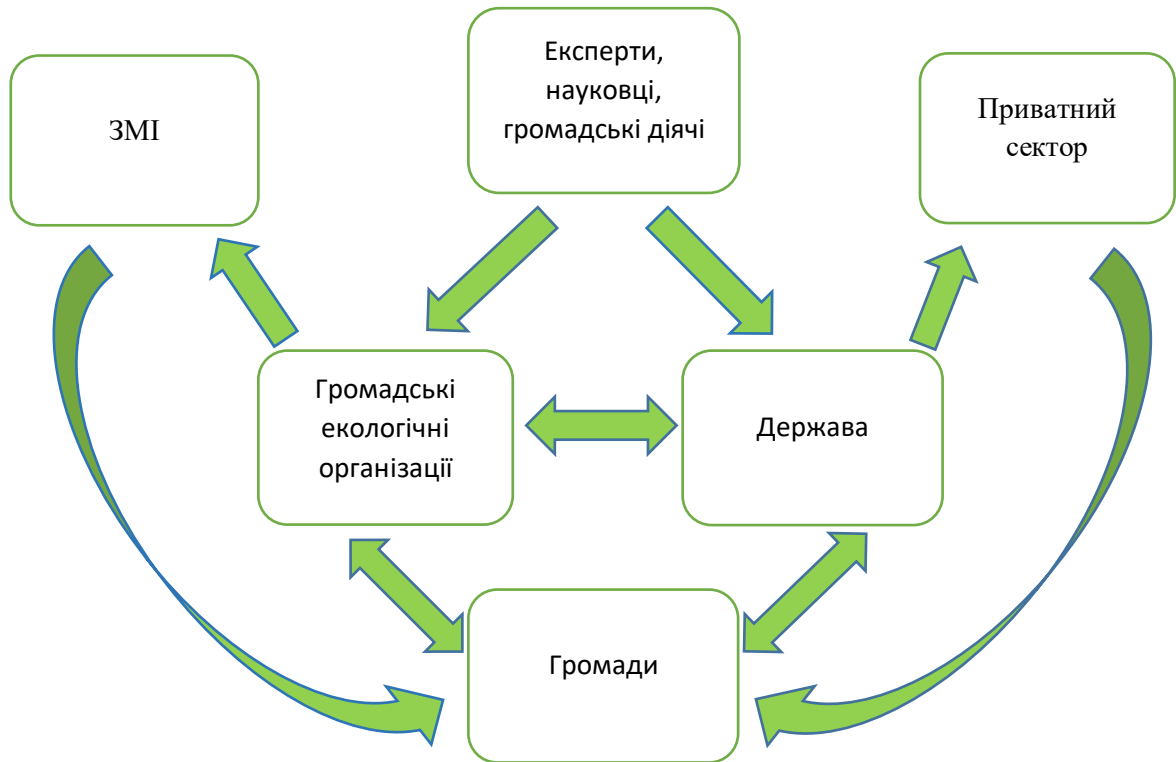 ЗМІ
Експерти,
науковці,
громадські діячі
Приватний
сектор
Громадські
екологічні
організації
Держава
Громади